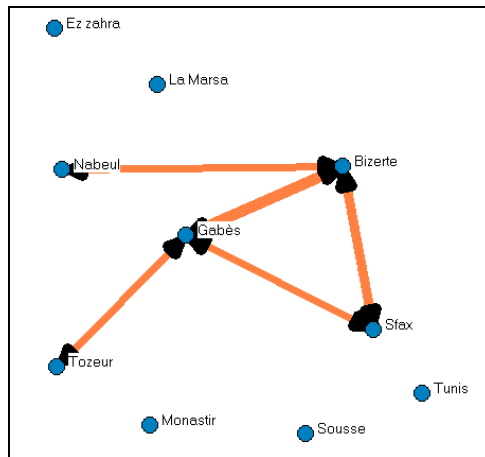 Ez zahra
La Marsa
Nabeul
Bizerte
Gabès
Sfax
Tozeur
Tunis
Monastir
Sousse